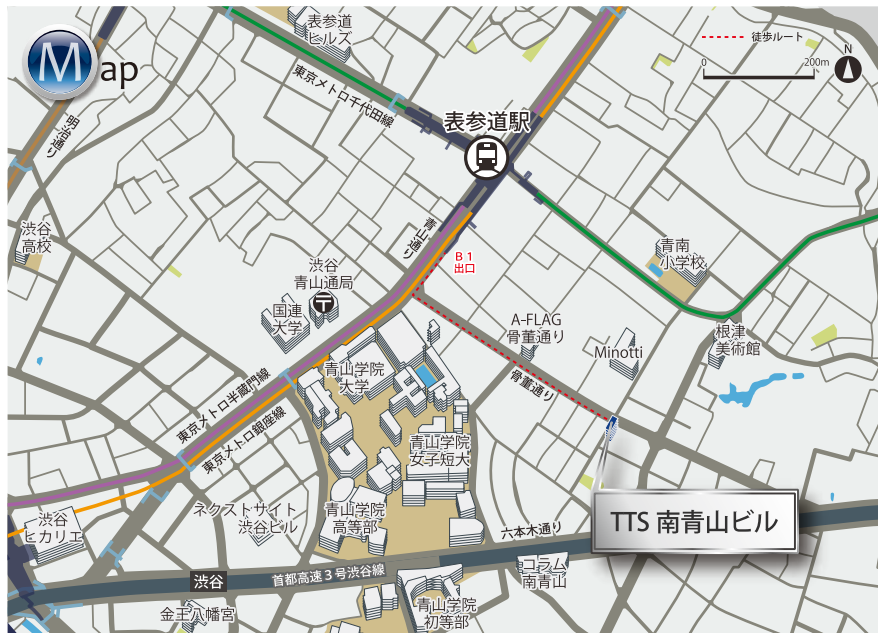 Map
表参道
ヒルズ
徒歩ルート
0
200m
N
東京メトロ千代田線
明治通り
表参道駅
渋谷
高校
青山通り
B1
出口
青南
小学校
渋谷
青山通局
国連
大学
A-FLAG
骨董通り
Minotti
根津
美術館
青山学院
大学
骨董通り
東京メトロ半蔵門線
東京メトロ銀座線
青山学院
女子短大
渋谷
ヒカリエ
ネクストサイト
渋谷ビル
青山学院
高等部
六本木通り
TTS 南青山ビル
渋谷
首都高速3号渋谷線
コラム
南青山
金王八幡宮
青山学院
初等部